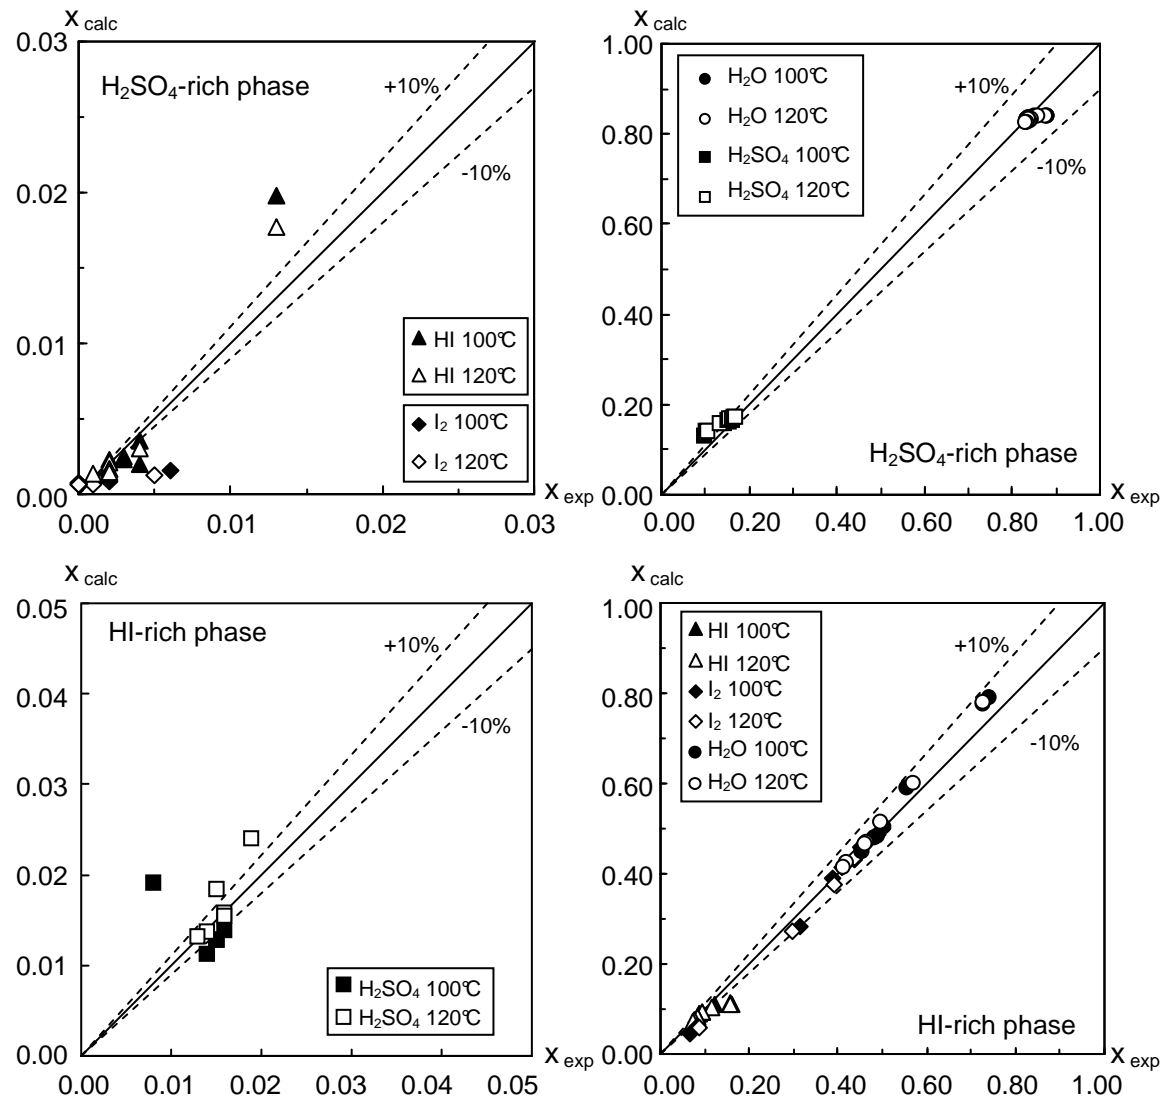 x calc
0.03
H₂SO₄-rich phase
+10%
-10%
0.02
0.01
HI 100°C
HI 120°C
I₂ 100°C
I₂ 120°C
0.00
x exp
0.00 0.01 0.02 0.03
x calc
1.00
H₂O 100°C
H₂O 120°C
H₂SO₄ 100°C
H₂SO₄ 120°C
+10%
-10%
0.80
0.60
0.40
0.20
H₂SO₄-rich phase
0.00
x exp
0.00 0.20 0.40 0.60 0.80 1.00
x calc
0.05
HI-rich phase
+10%
-10%
0.04
0.03
0.02
0.01
H₂SO₄ 100°C
H₂SO₄ 120°C
0.00
x exp
0.00 0.01 0.02 0.03 0.04 0.05
x calc
1.00
HI 100°C
HI 120°C
I₂ 100°C
I₂ 120°C
H₂O 100°C
H₂O 120°C
+10%
-10%
0.80
0.60
0.40
0.20
HI-rich phase
0.00
x exp
0.00 0.20 0.40 0.60 0.80 1.00